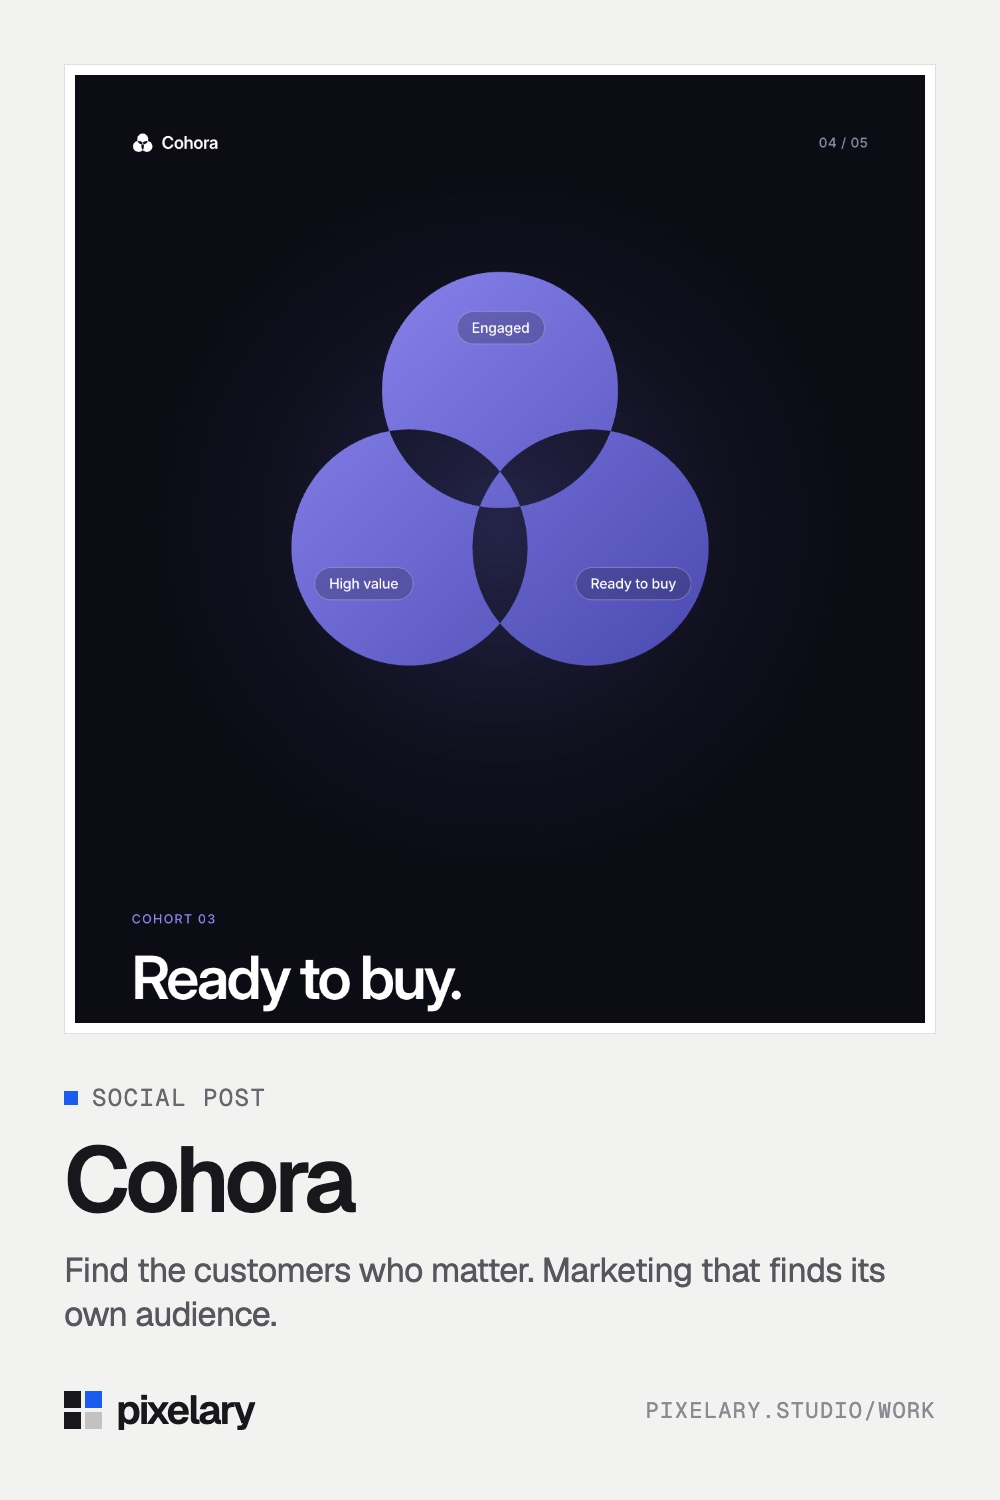 Cohora
04 / 05
Engaged
High value
Ready to buy
COHORT 03
Ready to buy.
SOCIAL POST
Cohora
Find the customers who matter. Marketing that finds its
own audience.
pixelary
PIXELARY.STUDIO/WORK